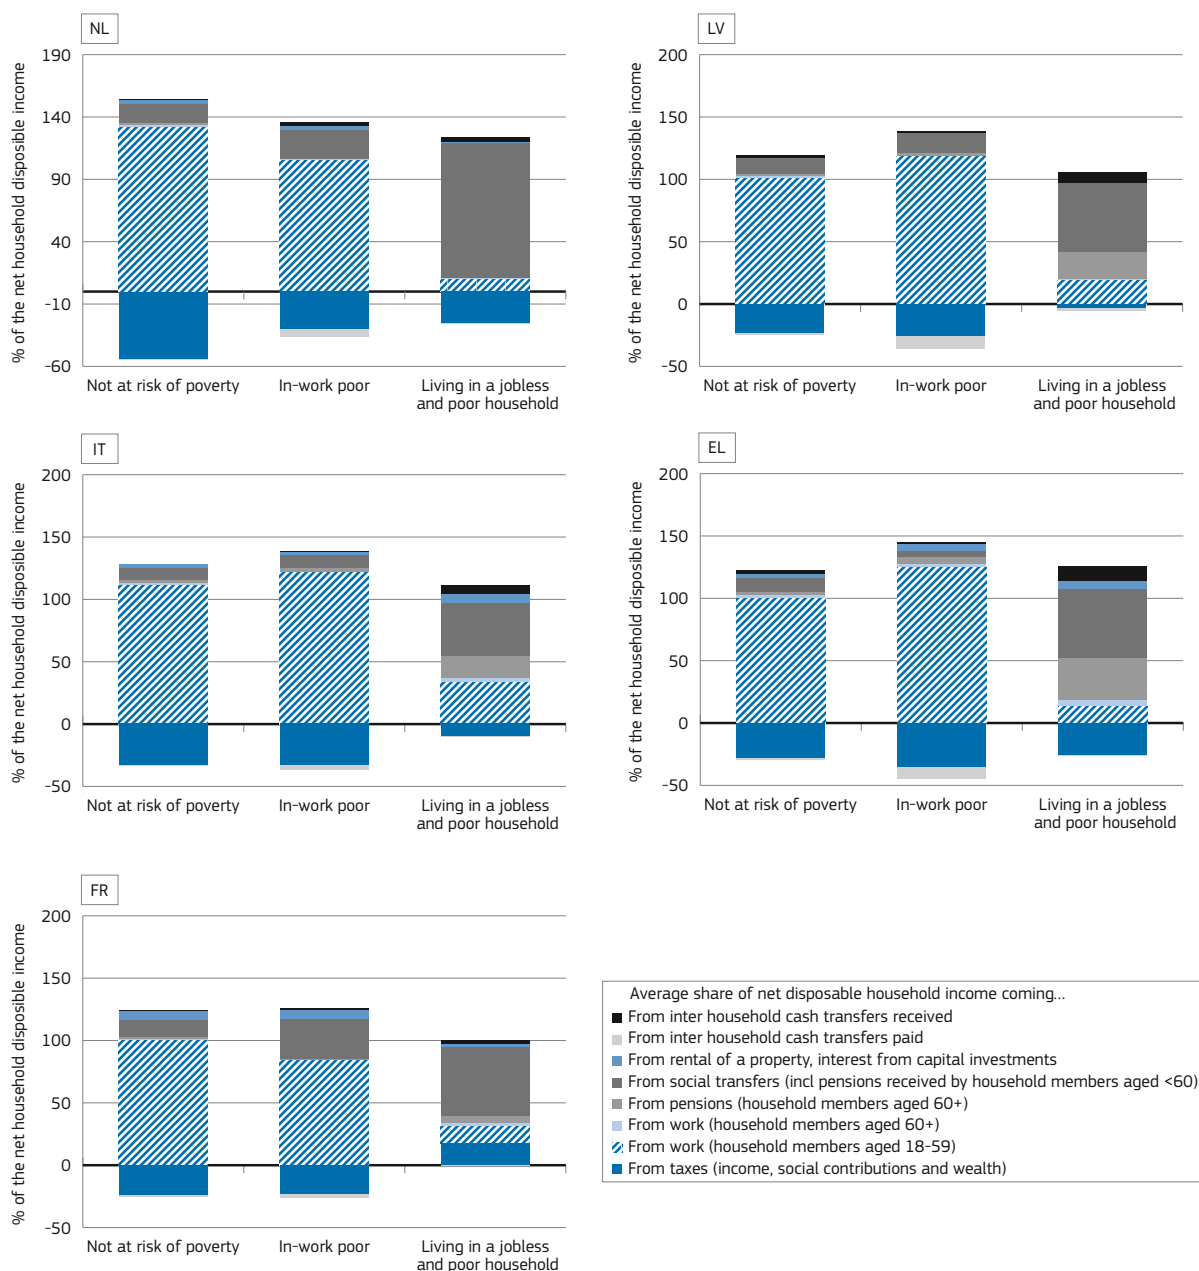 NL
% of the net household disposible income
190
140
90
40
-10
-60
Not at risk of poverty
In-work poor
Living in a jobless
and poor household
LV
% of the net household disposible income
200
150
100
50
0
-50
Not at risk of poverty
In-work poor
Living in a jobless
and poor household
IT
% of the net household disposible income
200
150
100
50
0
-50
Not at risk of poverty
In-work poor
Living in a jobless
and poor household
EL
% of the net household disposible income
200
150
100
50
0
-50
Not at risk of poverty
In-work poor
Living in a jobless
and poor household
FR
% of the net household disposible income
200
150
100
50
0
-50
Not at risk of poverty
In-work poor
Living in a jobless
and poor household
Average share of net disposable household income coming...
From inter household cash transfers received
From inter household cash transfers paid
From rental of a property, interest from capital investments
From social transfers (incl pensions received by household members aged <60)
From pensions (household members aged 60+)
From work (household members aged 60+)
From work (household members aged 18-59)
From taxes (income, social contributions and wealth)